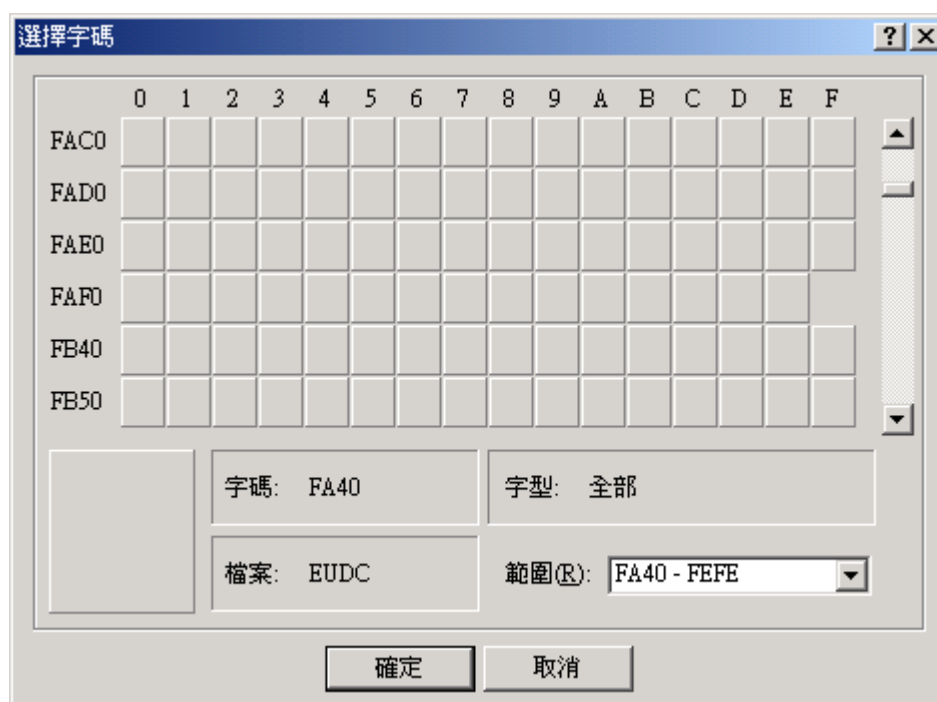 選擇字碼
0 1 2 3 4 5 6 7 8 9 A B C D E F
FAC0
FAD0
FAE0
FAF0
FB40
FB50
字碼: FA40 字型: 全部
檔案: EUDC 範圍(R): FA40 - FEFE
確定 取消